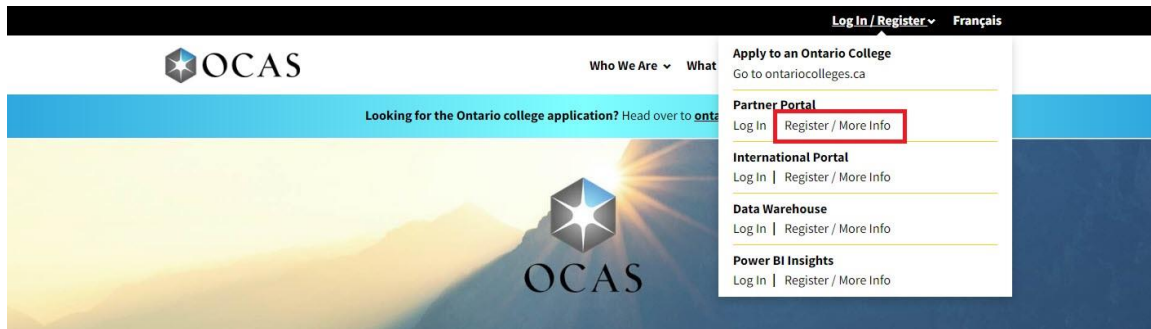 Log In / Register Français
OCAS
Who We Are What
Looking for the Ontario college application? Head over to
Apply to an Ontario College
Go to ontariocolleges.ca
Partner Portal
Log In Register / More Info
International Portal
Log In | Register / More Info
Data Warehouse
Log In | Register / More Info
Power BI Insights
Log In | Register / More Info
OCAS